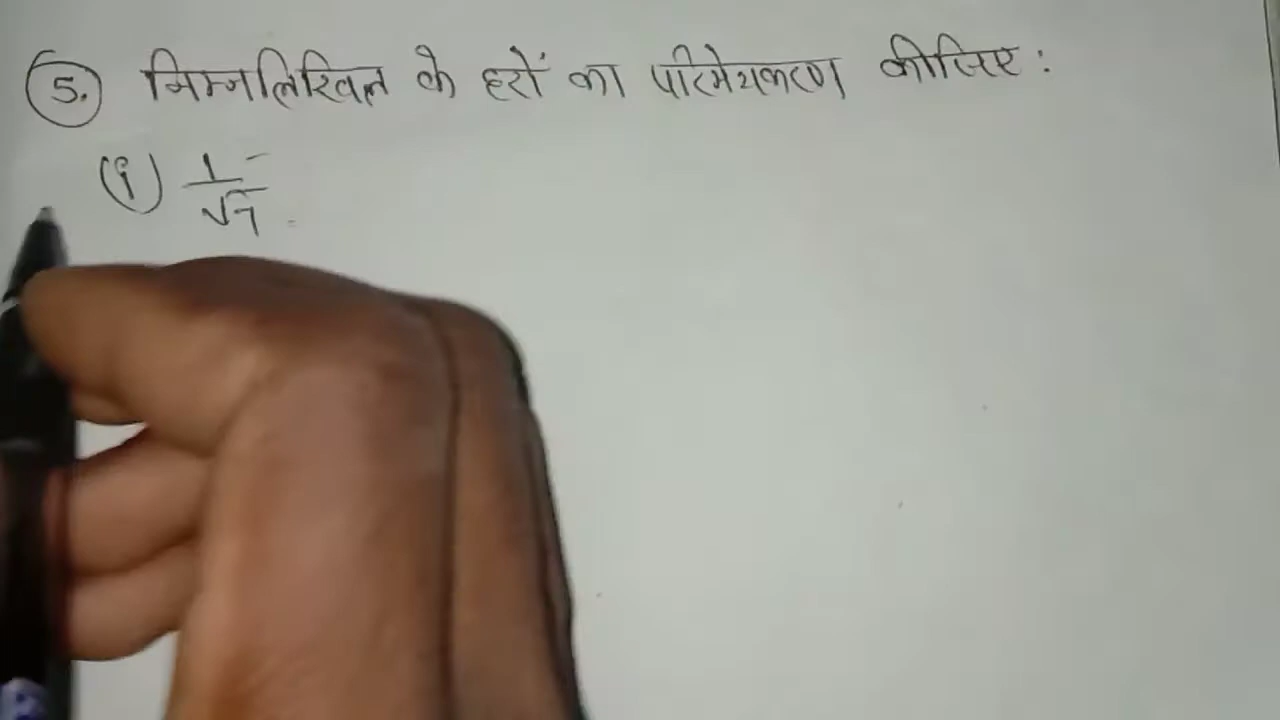 5. निम्नलिखित के हरों का परिमेयकरण कीजिए :
(i) 1/√7